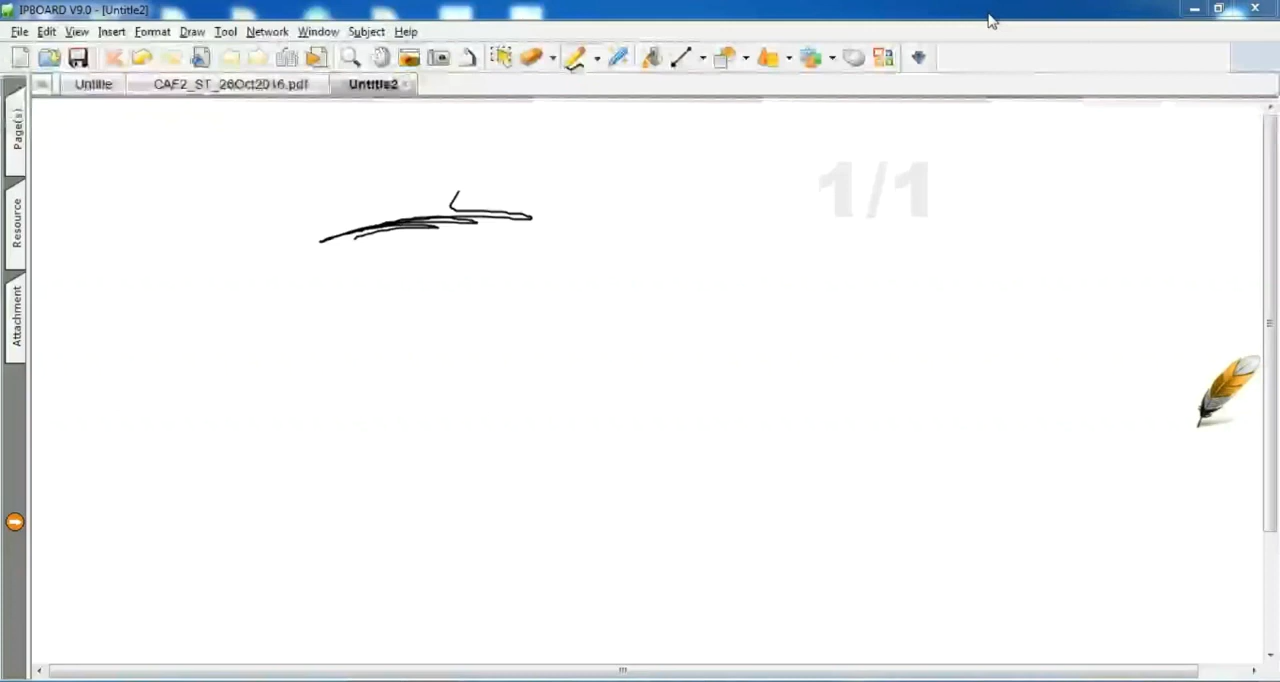 IPBOARD V9.0 - [Untitle2]
File Edit View Insert Format Draw Tool Network Window Subject Help
Untitle CAF2_ST_26Oct2016.pdf Untitle2
1/1
Page(s)
Resource
Attachment